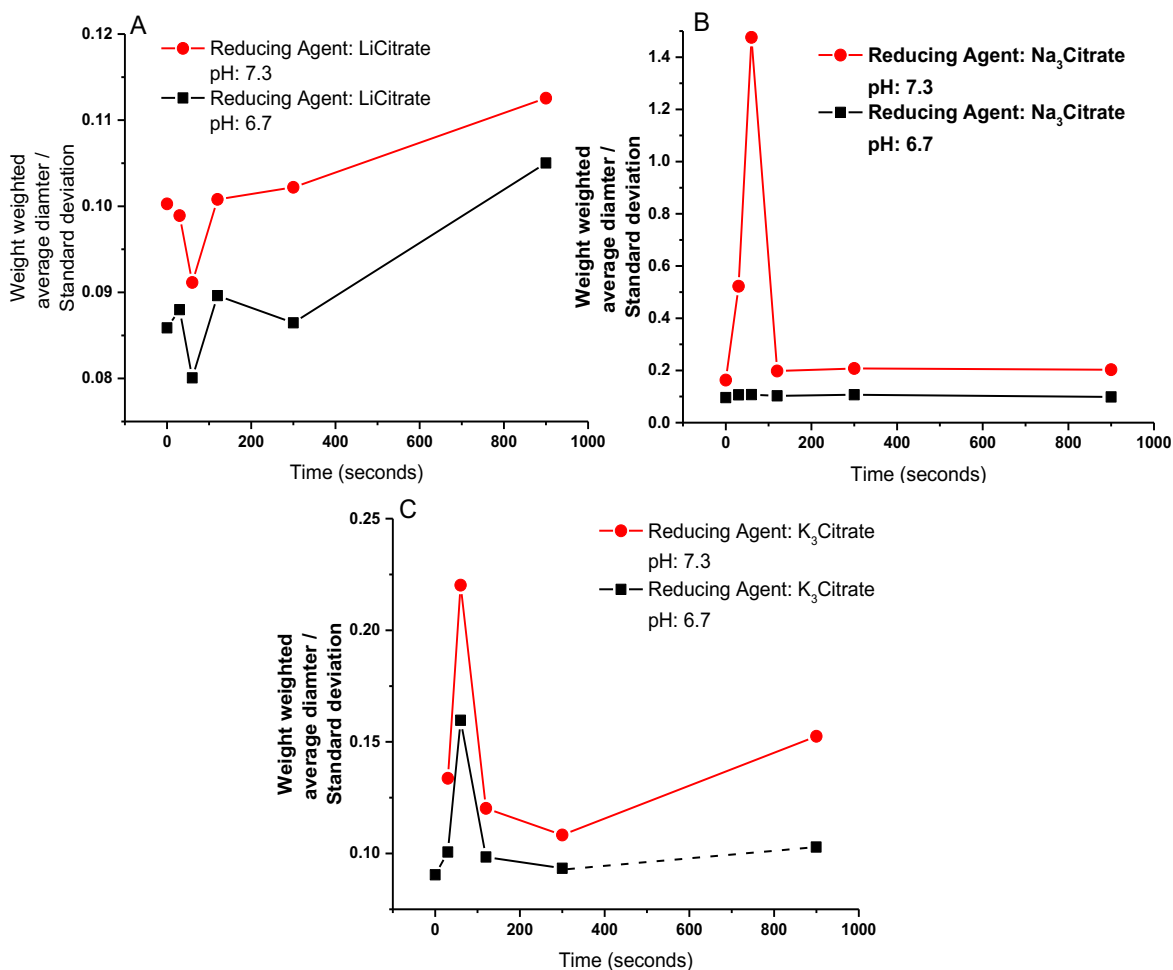 A
Reducing Agent: LiCitrate
pH: 7.3
Reducing Agent: LiCitrate
pH: 6.7
0.12
0.11
0.10
0.09
0.08
Weight weighted
average diamter /
Standard deviation
0 200 400 600 800 1000
Time (seconds)
B
Reducing Agent: Na₃Citrate
pH: 7.3
Reducing Agent: Na₃Citrate
pH: 6.7
1.4
1.2
1.0
0.8
0.6
0.4
0.2
0.0
Weight weighted
average diamter /
Standard deviation
0 200 400 600 800 1000
Time (seconds)
C
Reducing Agent: K₃Citrate
pH: 7.3
Reducing Agent: K₃Citrate
pH: 6.7
0.25
0.20
0.15
0.10
Weight weighted
average diamter /
Standard deviation
0 200 400 600 800 1000
Time (seconds)